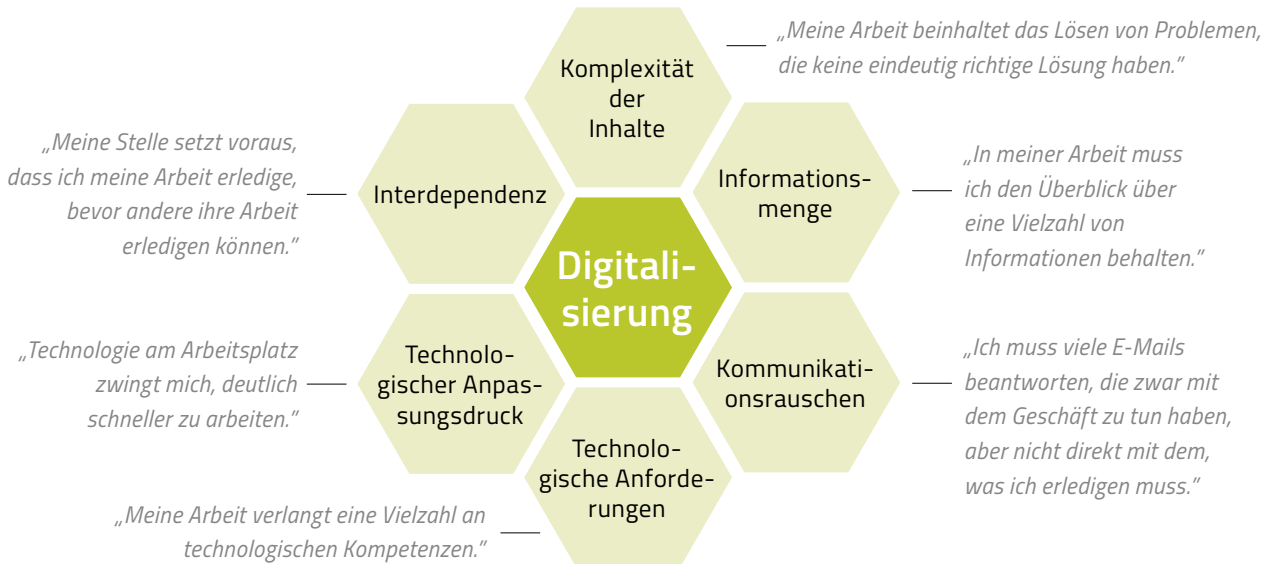 Komplexität
der
Inhalte
„Meine Arbeit beinhaltet das Lösen von Problemen,
die keine eindeutig richtige Lösung haben.”
Informations-
menge
„In meiner Arbeit muss
ich den Überblick über
eine Vielzahl von
Informationen behalten.”
Kommunikati-
onsrauschen
„Ich muss viele E-Mails
beantworten, die zwar mit
dem Geschäft zu tun haben,
aber nicht direkt mit dem,
was ich erledigen muss.”
Technolo-
gische Anforde-
rungen
„Meine Arbeit verlangt eine Vielzahl an
technologischen Kompetenzen.”
Technolo-
gischer Anpas-
sungsdruck
„Technologie am Arbeitsplatz
zwingt mich, deutlich
schneller zu arbeiten.”
Interdependenz
„Meine Stelle setzt voraus,
dass ich meine Arbeit erledige,
bevor andere ihre Arbeit
erledigen können.”
Digitali-
sierung